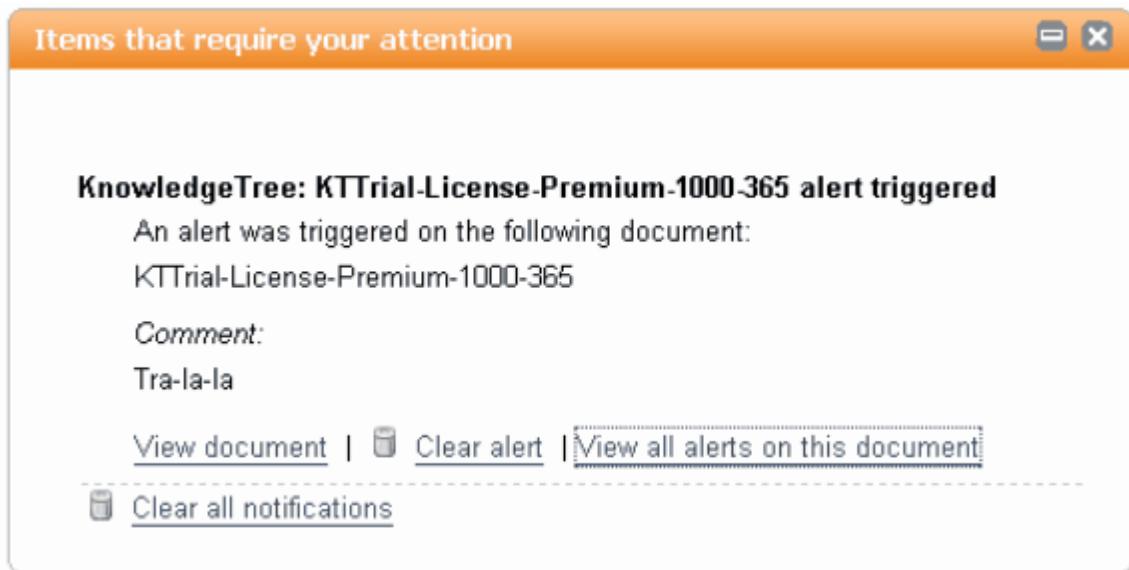 Items that require your attention
KnowledgeTree: KTTrial-License-Premium-1000-365 alert triggered
An alert was triggered on the following document:
KTTrial-License-Premium-1000-365
Comment:
Tra-la-la
View document | Clear alert | View all alerts on this document
Clear all notifications